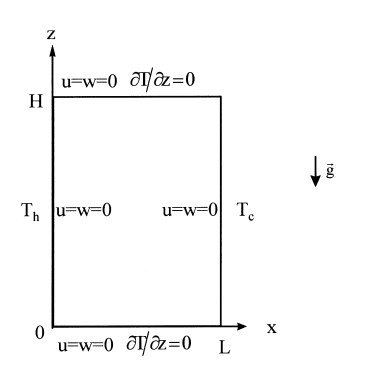 z
u=w=0 ∂T/∂z=0
H
g⃗
T_h u=w=0 u=w=0 T_c
0 x
u=w=0 ∂T/∂z=0 L